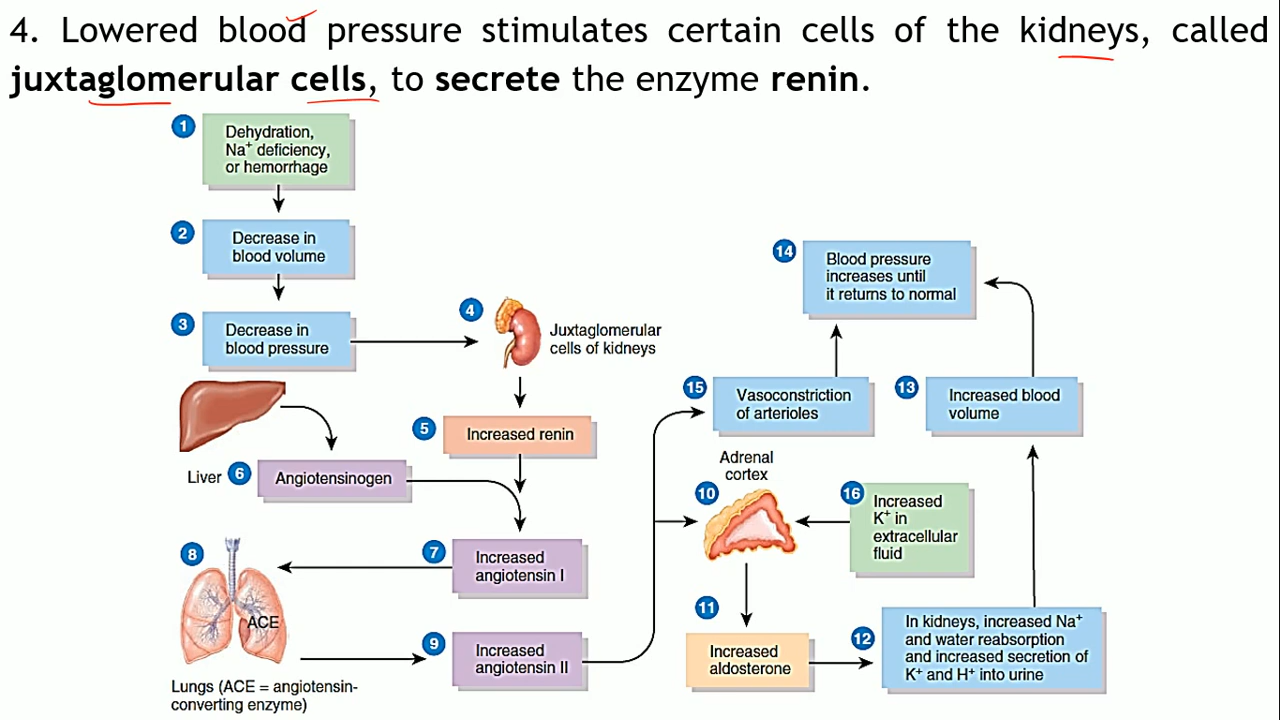 4. Lowered blood pressure stimulates certain cells of the kidneys, called
juxtaglomerular cells, to secrete the enzyme renin.
1
Dehydration,
Na⁺ deficiency,
or hemorrhage
2
Decrease in
blood volume
3
Decrease in
blood pressure
4
Juxtaglomerular
cells of kidneys
5
Increased renin
Liver
6
Angiotensinogen
7
Increased
angiotensin I
8
ACE
Lungs (ACE = angiotensin-
converting enzyme)
9
Increased
angiotensin II
Adrenal
cortex
10
11
Increased
aldosterone
12
In kidneys, increased Na⁺
and water reabsorption
and increased secretion of
K⁺ and H⁺ into urine
13
Increased blood
volume
14
Blood pressure
increases until
it returns to normal
15
Vasoconstriction
of arterioles
16
Increased
K⁺ in
extracellular
fluid